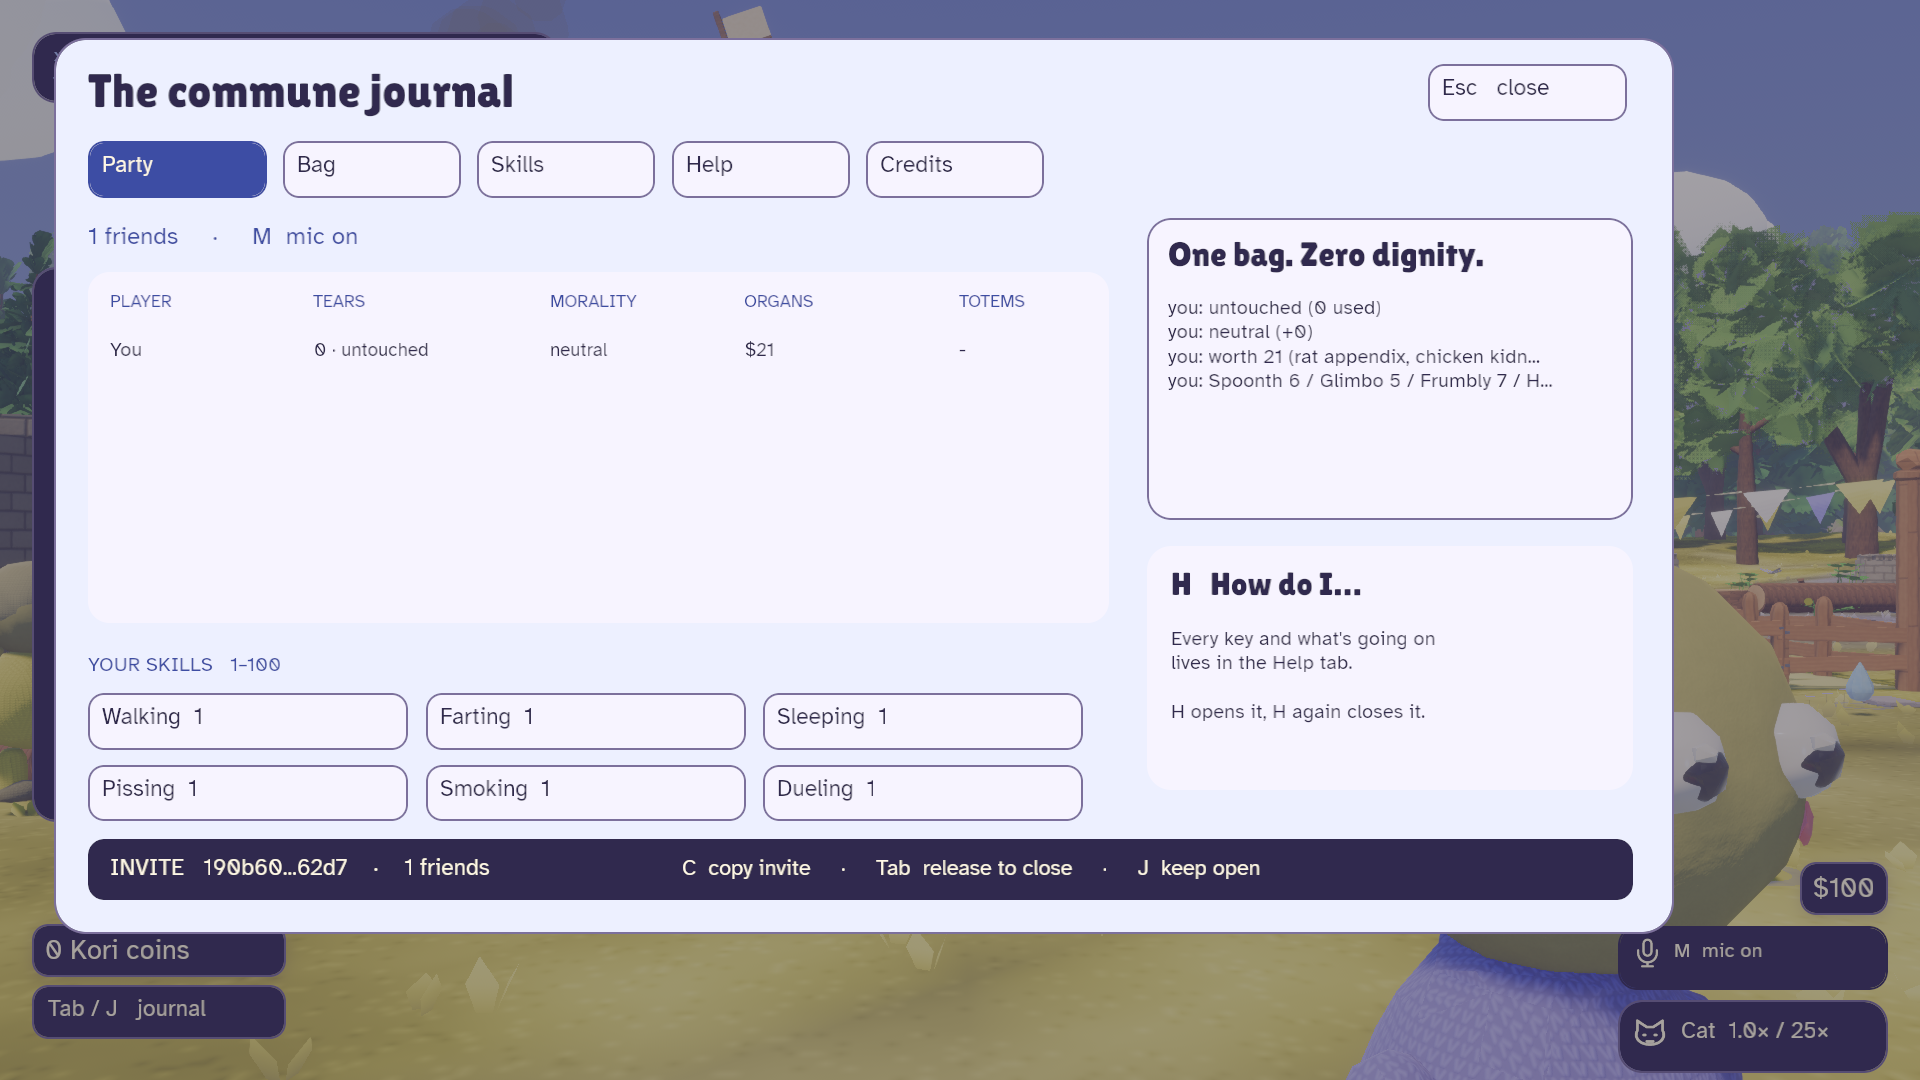 The commune journal
Esc close
Party Bag Skills Help Credits
1 friends · M mic on
PLAYER TEARS MORALITY ORGANS TOTEMS
You 0 · untouched neutral $21 -
One bag. Zero dignity.
you: untouched (0 used)
you: neutral (+0)
you: worth 21 (rat appendix, chicken kidn...
you: Spoonth 6 / Glimbo 5 / Frumbly 7 / H...
H How do I...
Every key and what's going on
lives in the Help tab.
H opens it, H again closes it.
YOUR SKILLS 1-100
Walking 1 Farting 1 Sleeping 1
Pissing 1 Smoking 1 Dueling 1
INVITE 190b60...62d7 · 1 friends C copy invite · Tab release to close · J keep open
$100
0 Kori coins
M mic on
Tab / J journal
Cat 1.0× / 25×